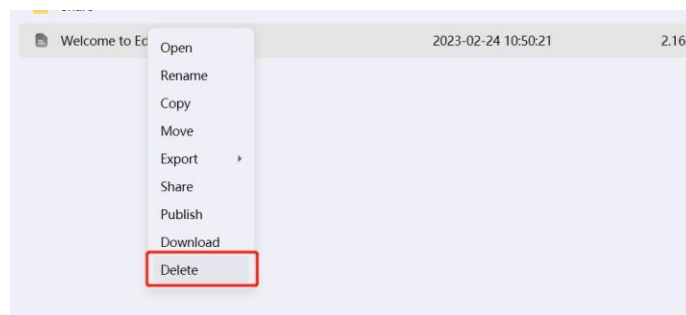 Welcome to Ed
2023-02-24 10:50:21
2.16
Open
Rename
Copy
Move
Export
Share
Publish
Download
Delete